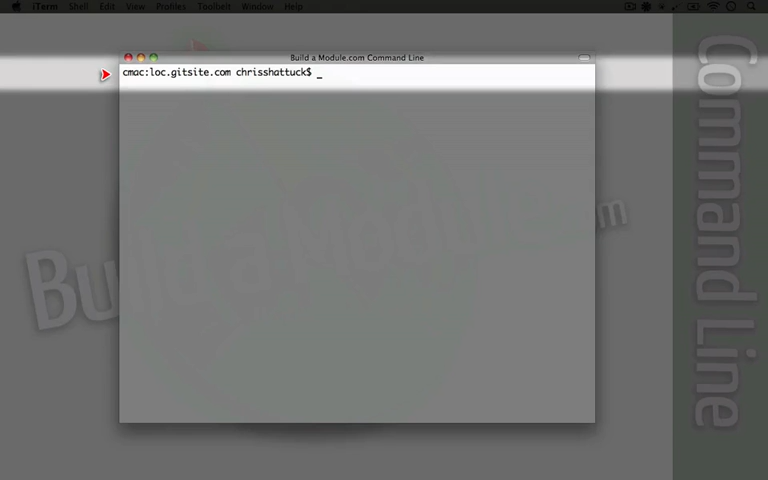 iTerm Shell Edit View Profiles Toolbelt Window Help
Build a Module.com Command Line
cmac:loc.gitsite.com chrisshattuck$ _
Build a Module.com
Command Line